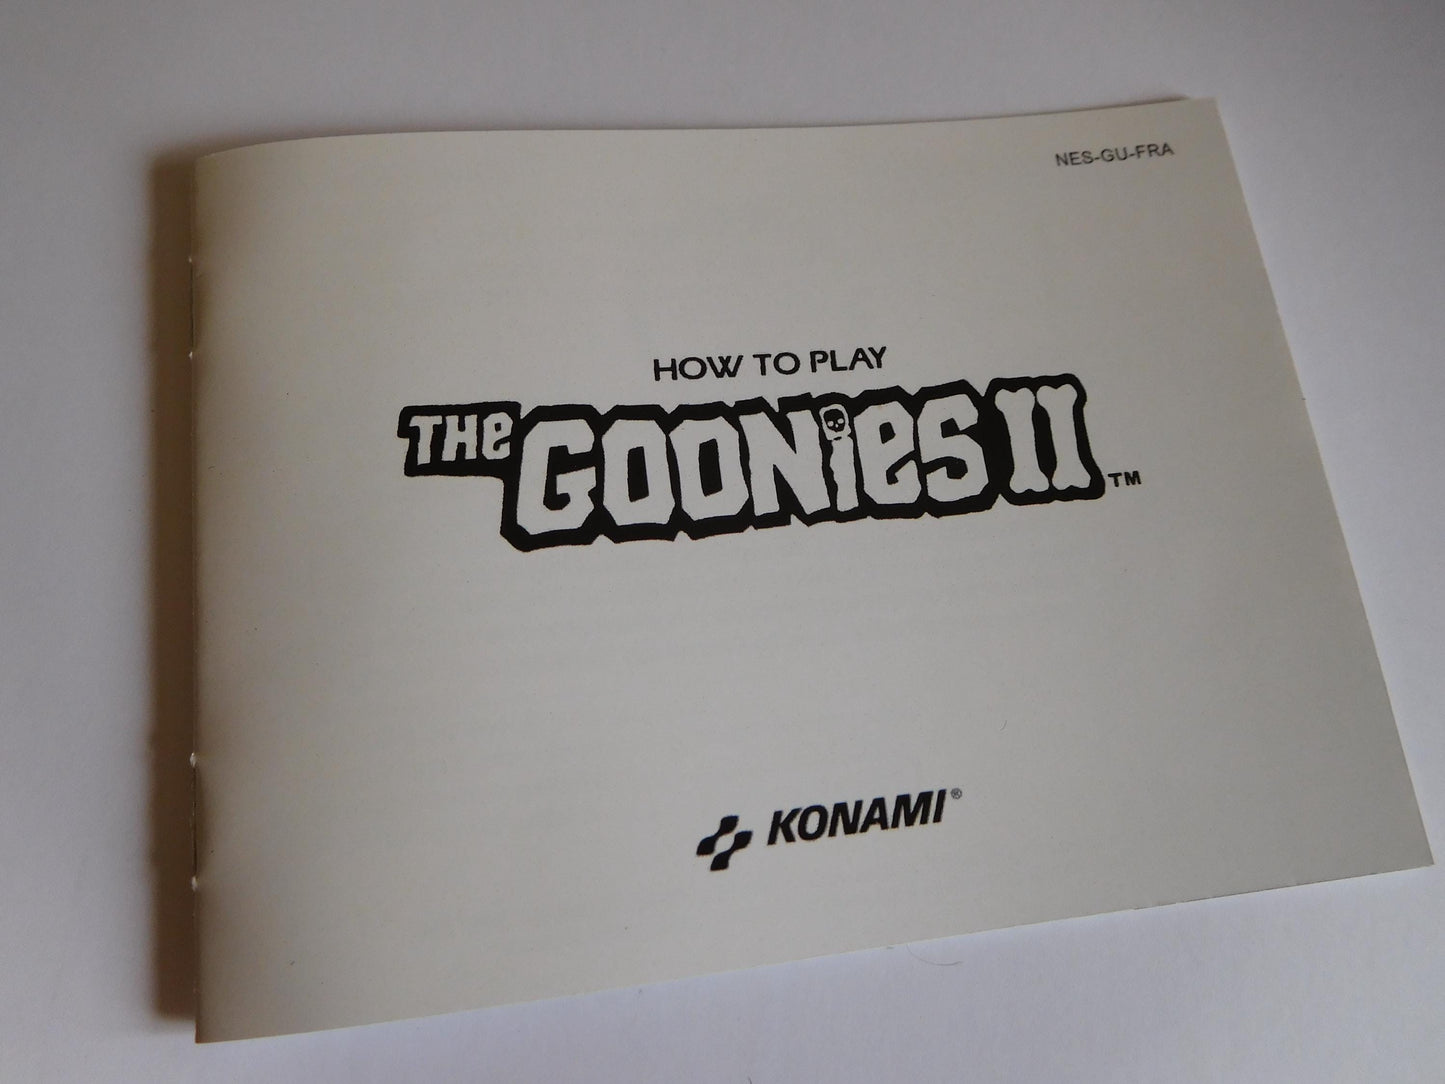 NES-GU-FRA
HOW TO PLAY
THe GOONieS II™
KONAMI®